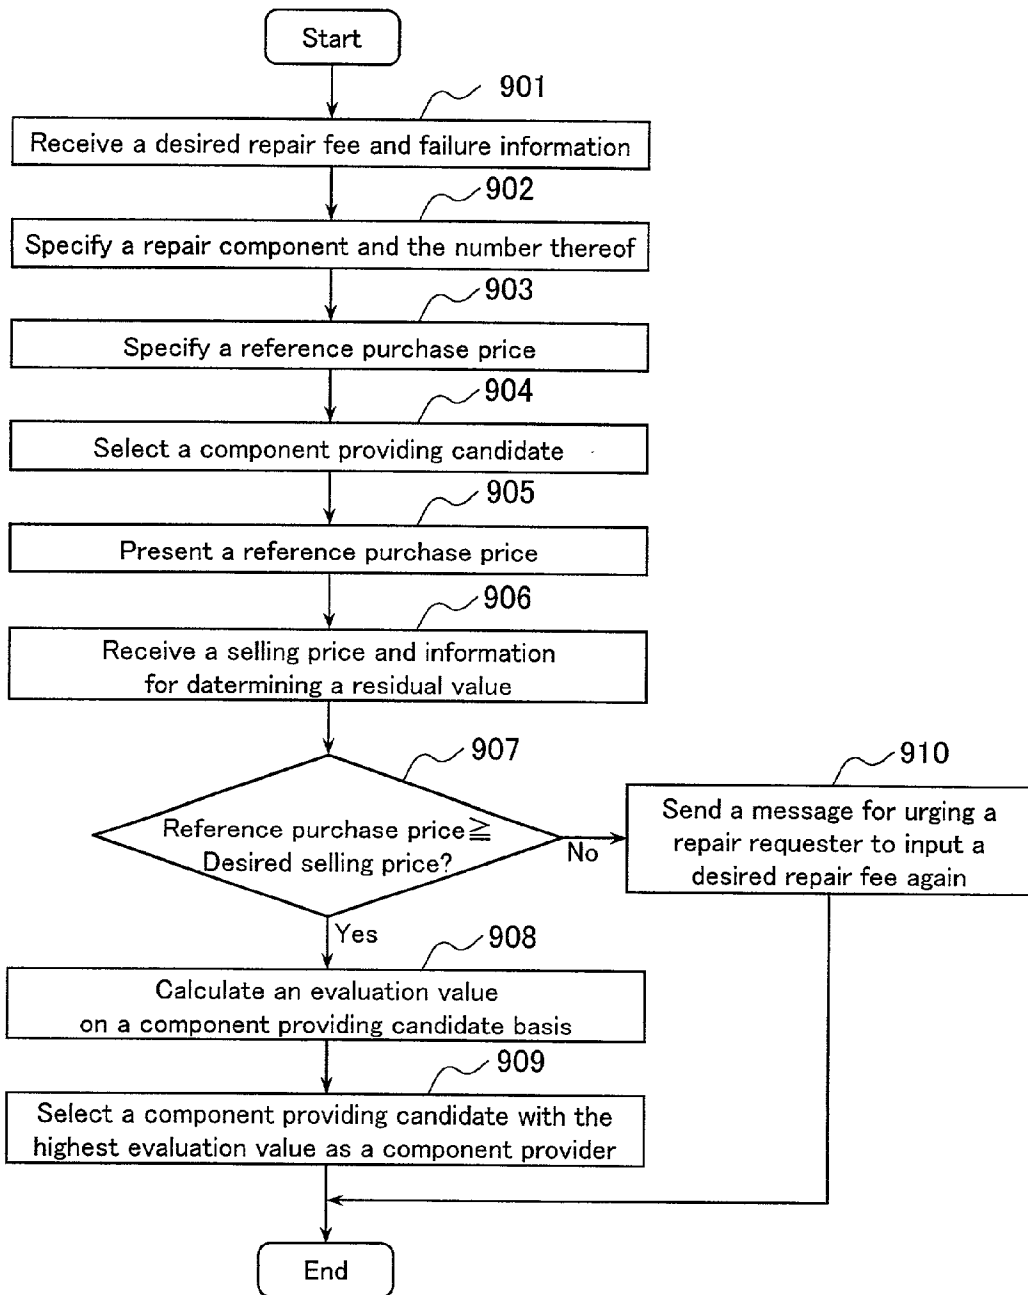 Start
901
Receive a desired repair fee and failure information
902
Specify a repair component and the number thereof
903
Specify a reference purchase price
904
Select a component providing candidate
905
Present a reference purchase price
906
Receive a selling price and information
for datermining a residual value
907
Reference purchase price≧
Desired selling price?
No
910
Send a message for urging a
repair requester to input a
desired repair fee again
Yes
908
Calculate an evaluation value
on a component providing candidate basis
909
Select a component providing candidate with the
highest evaluation value as a component provider
End